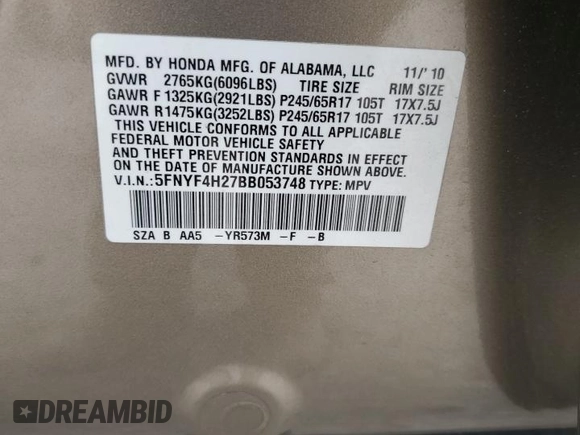 MFD. BY HONDA MFG. OF ALABAMA, LLC 11/'10
GVWR 2765KG(6096LBS) TIRE SIZE RIM SIZE
GAWR F 1325KG(2921LBS) P245/65R17 105T 17X7.5J
GAWR R 1475KG(3252LBS) P245/65R17 105T 17X7.5J
THIS VEHICLE CONFORMS TO ALL APPLICABLE
FEDERAL MOTOR VEHICLE SAFETY
AND THEFT PREVENTION STANDARDS IN EFFECT
ON THE DATE OF MANUFACTURE SHOWN ABOVE.
V.I.N.:5FNYF4H27BB053748 TYPE: MPV
SZA B AA5 -YR573M -F -B
DREAMBID